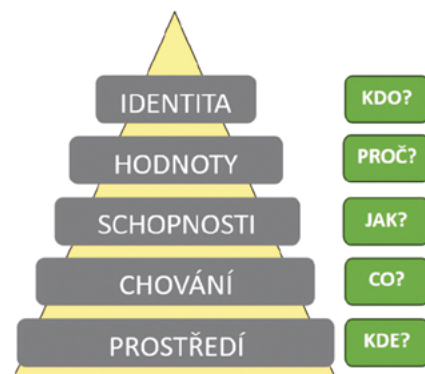 IDENTITA
KDO?
HODNOTY
PROČ?
SCHOPNOSTI
JAK?
CHOVÁNÍ
CO?
PROSTŘEDÍ
KDE?